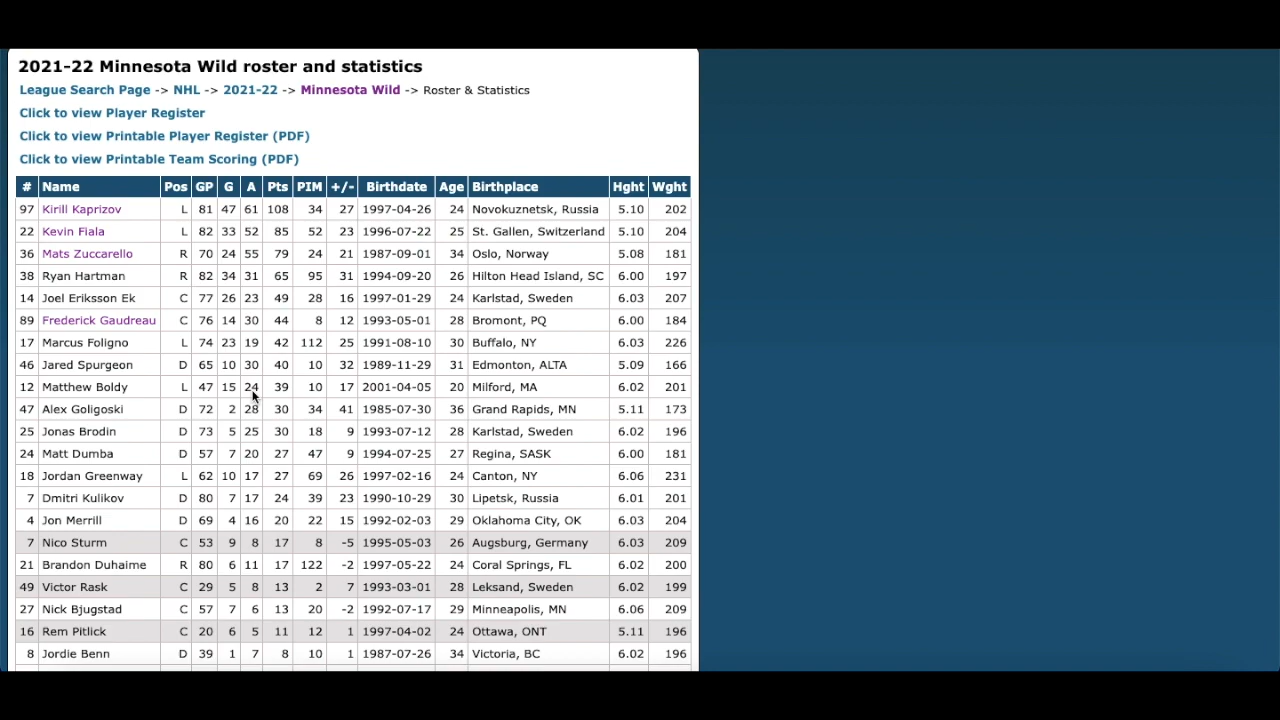 2021-22 Minnesota Wild roster and statistics
League Search Page -> NHL -> 2021-22 -> Minnesota Wild -> Roster & Statistics
Click to view Player Register
Click to view Printable Player Register (PDF)
Click to view Printable Team Scoring (PDF)
# Name Pos GP G A Pts PIM +/- Birthdate Age Birthplace Hght Wght
97 Kirill Kaprizov L 81 47 61 108 34 27 1997-04-26 24 Novokuznetsk, Russia 5.10 202
22 Kevin Fiala L 82 33 52 85 52 23 1996-07-22 25 St. Gallen, Switzerland 5.10 204
36 Mats Zuccarello R 70 24 55 79 24 21 1987-09-01 34 Oslo, Norway 5.08 181
38 Ryan Hartman R 82 34 31 65 95 31 1994-09-20 26 Hilton Head Island, SC 6.00 197
14 Joel Eriksson Ek C 77 26 23 49 28 16 1997-01-29 24 Karlstad, Sweden 6.03 207
89 Frederick Gaudreau C 76 14 30 44 8 12 1993-05-01 28 Bromont, PQ 6.00 184
17 Marcus Foligno L 74 23 19 42 112 25 1991-08-10 30 Buffalo, NY 6.03 226
46 Jared Spurgeon D 65 10 30 40 10 32 1989-11-29 31 Edmonton, ALTA 5.09 166
12 Matthew Boldy L 47 15 24 39 10 17 2001-04-05 20 Milford, MA 6.02 201
47 Alex Goligoski D 72 2 28 30 34 41 1985-07-30 36 Grand Rapids, MN 5.11 173
25 Jonas Brodin D 73 5 25 30 18 9 1993-07-12 28 Karlstad, Sweden 6.02 196
24 Matt Dumba D 57 7 20 27 47 9 1994-07-25 27 Regina, SASK 6.00 181
18 Jordan Greenway L 62 10 17 27 69 26 1997-02-16 24 Canton, NY 6.06 231
7 Dmitri Kulikov D 80 7 17 24 39 23 1990-10-29 30 Lipetsk, Russia 6.01 201
4 Jon Merrill D 69 4 16 20 22 15 1992-02-03 29 Oklahoma City, OK 6.03 204
7 Nico Sturm C 53 9 8 17 8 -5 1995-05-03 26 Augsburg, Germany 6.03 209
21 Brandon Duhaime R 80 6 11 17 122 -2 1997-05-22 24 Coral Springs, FL 6.02 200
49 Victor Rask C 29 5 8 13 2 7 1993-03-01 28 Leksand, Sweden 6.02 199
27 Nick Bjugstad C 57 7 6 13 20 -2 1992-07-17 29 Minneapolis, MN 6.06 209
16 Rem Pitlick C 20 6 5 11 12 1 1997-04-02 24 Ottawa, ONT 5.11 196
8 Jordie Benn D 39 1 7 8 10 1 1987-07-26 34 Victoria, BC 6.02 196